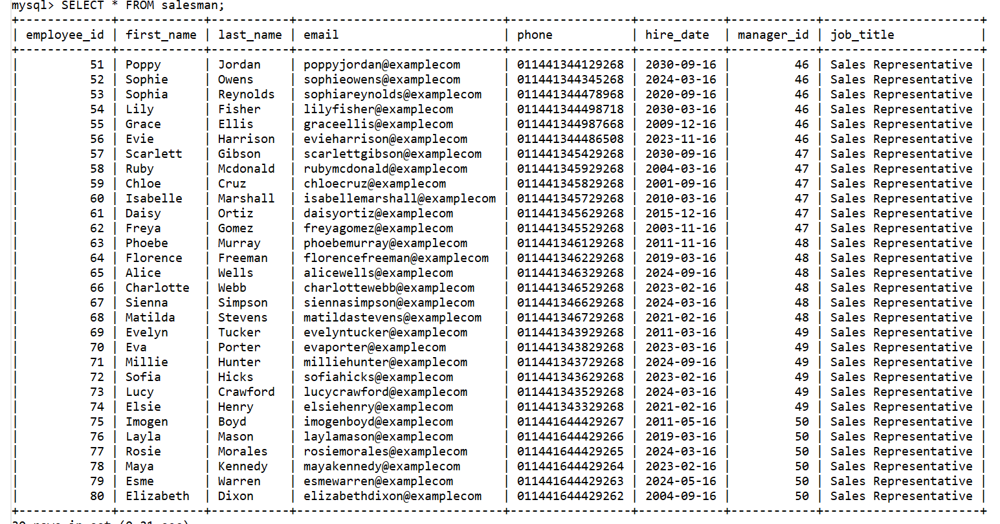 mysql> SELECT * FROM salesman;
+-------------+------------+-----------+-----------------------------+-----------------+------------+------------+----------------------+
| employee_id | first_name | last_name | email                       | phone           | hire_date  | manager_id | job_title            |
+-------------+------------+-----------+-----------------------------+-----------------+------------+------------+----------------------+
|          51 | Poppy      | Jordan    | poppyjordan@examplecom      | 011441344129268 | 2030-09-16 |         46 | Sales Representative |
|          52 | Sophie     | Owens     | sophieowens@examplecom      | 011441344345268 | 2024-03-16 |         46 | Sales Representative |
|          53 | Sophia     | Reynolds  | sophiareynolds@examplecom   | 011441344478968 | 2020-09-16 |         46 | Sales Representative |
|          54 | Lily       | Fisher    | lilyfisher@examplecom       | 011441344498718 | 2030-03-16 |         46 | Sales Representative |
|          55 | Grace      | Ellis     | graceellis@examplecom       | 011441344987668 | 2009-12-16 |         46 | Sales Representative |
|          56 | Evie       | Harrison  | evieharrison@examplecom     | 011441344486508 | 2023-11-16 |         46 | Sales Representative |
|          57 | Scarlett   | Gibson    | scarlettgibson@examplecom   | 011441345429268 | 2030-09-16 |         47 | Sales Representative |
|          58 | Ruby       | Mcdonald  | rubymcdonald@examplecom     | 011441345929268 | 2004-03-16 |         47 | Sales Representative |
|          59 | Chloe      | Cruz      | chloecruz@examplecom        | 011441345829268 | 2001-09-16 |         47 | Sales Representative |
|          60 | Isabelle   | Marshall  | isabellemarshall@examplecom | 011441345729268 | 2010-03-16 |         47 | Sales Representative |
|          61 | Daisy      | Ortiz     | daisyortiz@examplecom       | 011441345629268 | 2015-12-16 |         47 | Sales Representative |
|          62 | Freya      | Gomez     | freyagomez@examplecom       | 011441345529268 | 2003-11-16 |         47 | Sales Representative |
|          63 | Phoebe     | Murray    | phoebemurray@examplecom     | 011441346129268 | 2011-11-16 |         48 | Sales Representative |
|          64 | Florence   | Freeman   | florencefreeman@examplecom  | 011441346229268 | 2019-03-16 |         48 | Sales Representative |
|          65 | Alice      | Wells     | alicewells@examplecom       | 011441346329268 | 2024-09-16 |         48 | Sales Representative |
|          66 | Charlotte  | Webb      | charlottewebb@examplecom    | 011441346529268 | 2023-02-16 |         48 | Sales Representative |
|          67 | Sienna     | Simpson   | siennasimpson@examplecom    | 011441346629268 | 2024-03-16 |         48 | Sales Representative |
|          68 | Matilda    | Stevens   | matildastevens@examplecom   | 011441346729268 | 2021-02-16 |         48 | Sales Representative |
|          69 | Evelyn     | Tucker    | evelyntucker@examplecom     | 011441343929268 | 2011-03-16 |         49 | Sales Representative |
|          70 | Eva        | Porter    | evaporter@examplecom        | 011441343829268 | 2023-03-16 |         49 | Sales Representative |
|          71 | Millie     | Hunter    | milliehunter@examplecom     | 011441343729268 | 2024-09-16 |         49 | Sales Representative |
|          72 | Sofia      | Hicks     | sofiahicks@examplecom       | 011441343629268 | 2023-02-16 |         49 | Sales Representative |
|          73 | Lucy       | Crawford  | lucycrawford@examplecom     | 011441343529268 | 2024-03-16 |         49 | Sales Representative |
|          74 | Elsie      | Henry     | elsiehenry@examplecom       | 011441343329268 | 2021-02-16 |         49 | Sales Representative |
|          75 | Imogen     | Boyd      | imogenboyd@examplecom       | 011441644429267 | 2011-05-16 |         50 | Sales Representative |
|          76 | Layla      | Mason     | laylamason@examplecom       | 011441644429266 | 2019-03-16 |         50 | Sales Representative |
|          77 | Rosie      | Morales   | rosiemorales@examplecom     | 011441644429265 | 2024-03-16 |         50 | Sales Representative |
|          78 | Maya       | Kennedy   | mayakennedy@examplecom      | 011441644429264 | 2023-02-16 |         50 | Sales Representative |
|          79 | Esme       | Warren    | esmewarren@examplecom       | 011441644429263 | 2024-05-16 |         50 | Sales Representative |
|          80 | Elizabeth  | Dixon     | elizabethdixon@examplecom   | 011441644429262 | 2004-09-16 |         50 | Sales Representative |
+-------------+------------+-----------+-----------------------------+-----------------+------------+------------+----------------------+